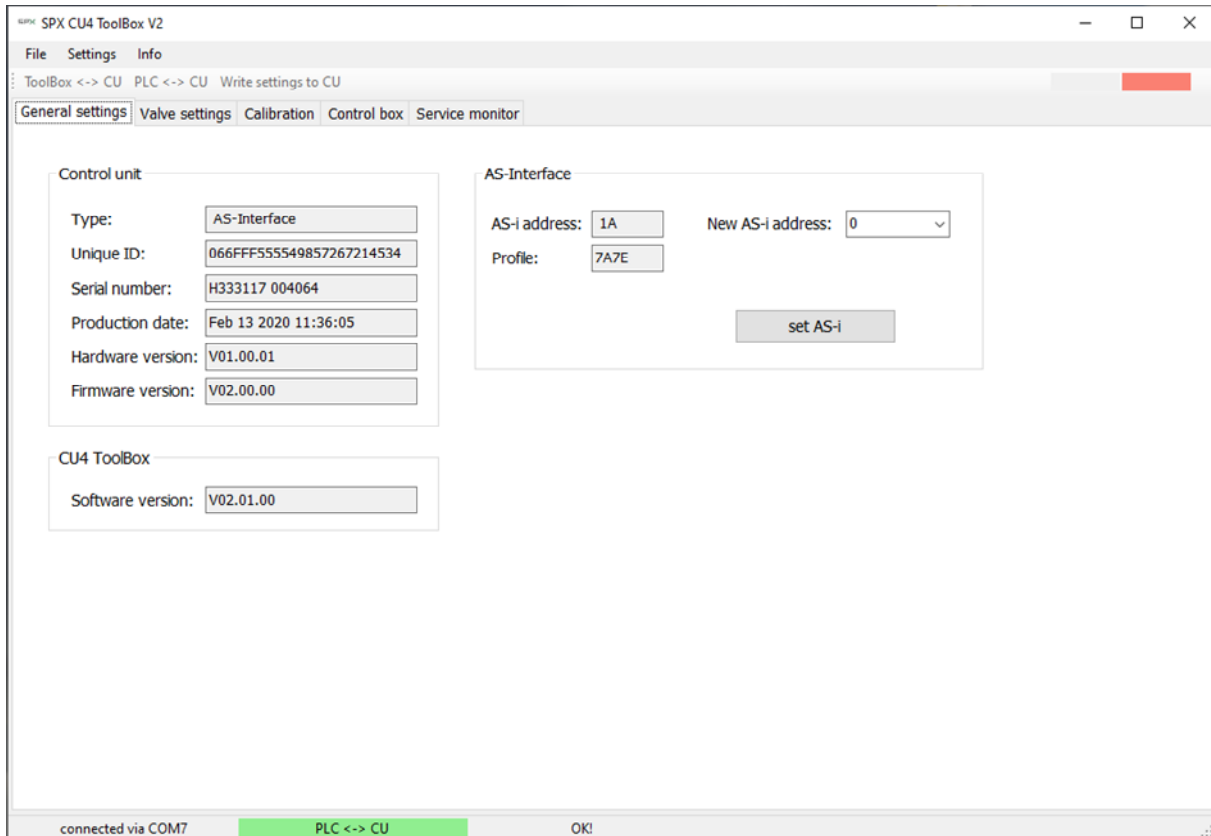 SPX SPX CU4 ToolBox V2
File Settings Info
ToolBox <-> CU PLC <-> CU Write settings to CU
General settings Valve settings Calibration Control box Service monitor
Control unit
Type: AS-Interface
Unique ID: 066FFF555549857267214534
Serial number: H333117 004064
Production date: Feb 13 2020 11:36:05
Hardware version: V01.00.01
Firmware version: V02.00.00
CU4 ToolBox
Software version: V02.01.00
AS-Interface
AS-i address: 1A New AS-i address: 0
Profile: 7A7E
set AS-i
connected via COM7 PLC <-> CU OK!